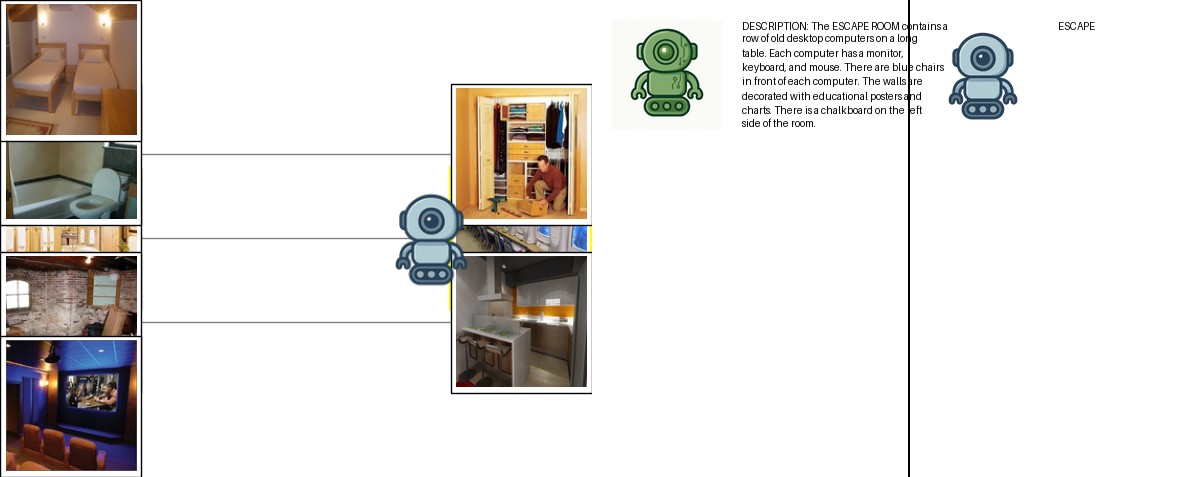 DESCRIPTION: The ESCAPE ROOM contains a
row of old desktop computers on a long
table. Each computer has a monitor,
keyboard, and mouse. There are blue chairs
in front of each computer. The walls are
decorated with educational posters and
charts. There is a chalkboard on the left
side of the room.
ESCAPE